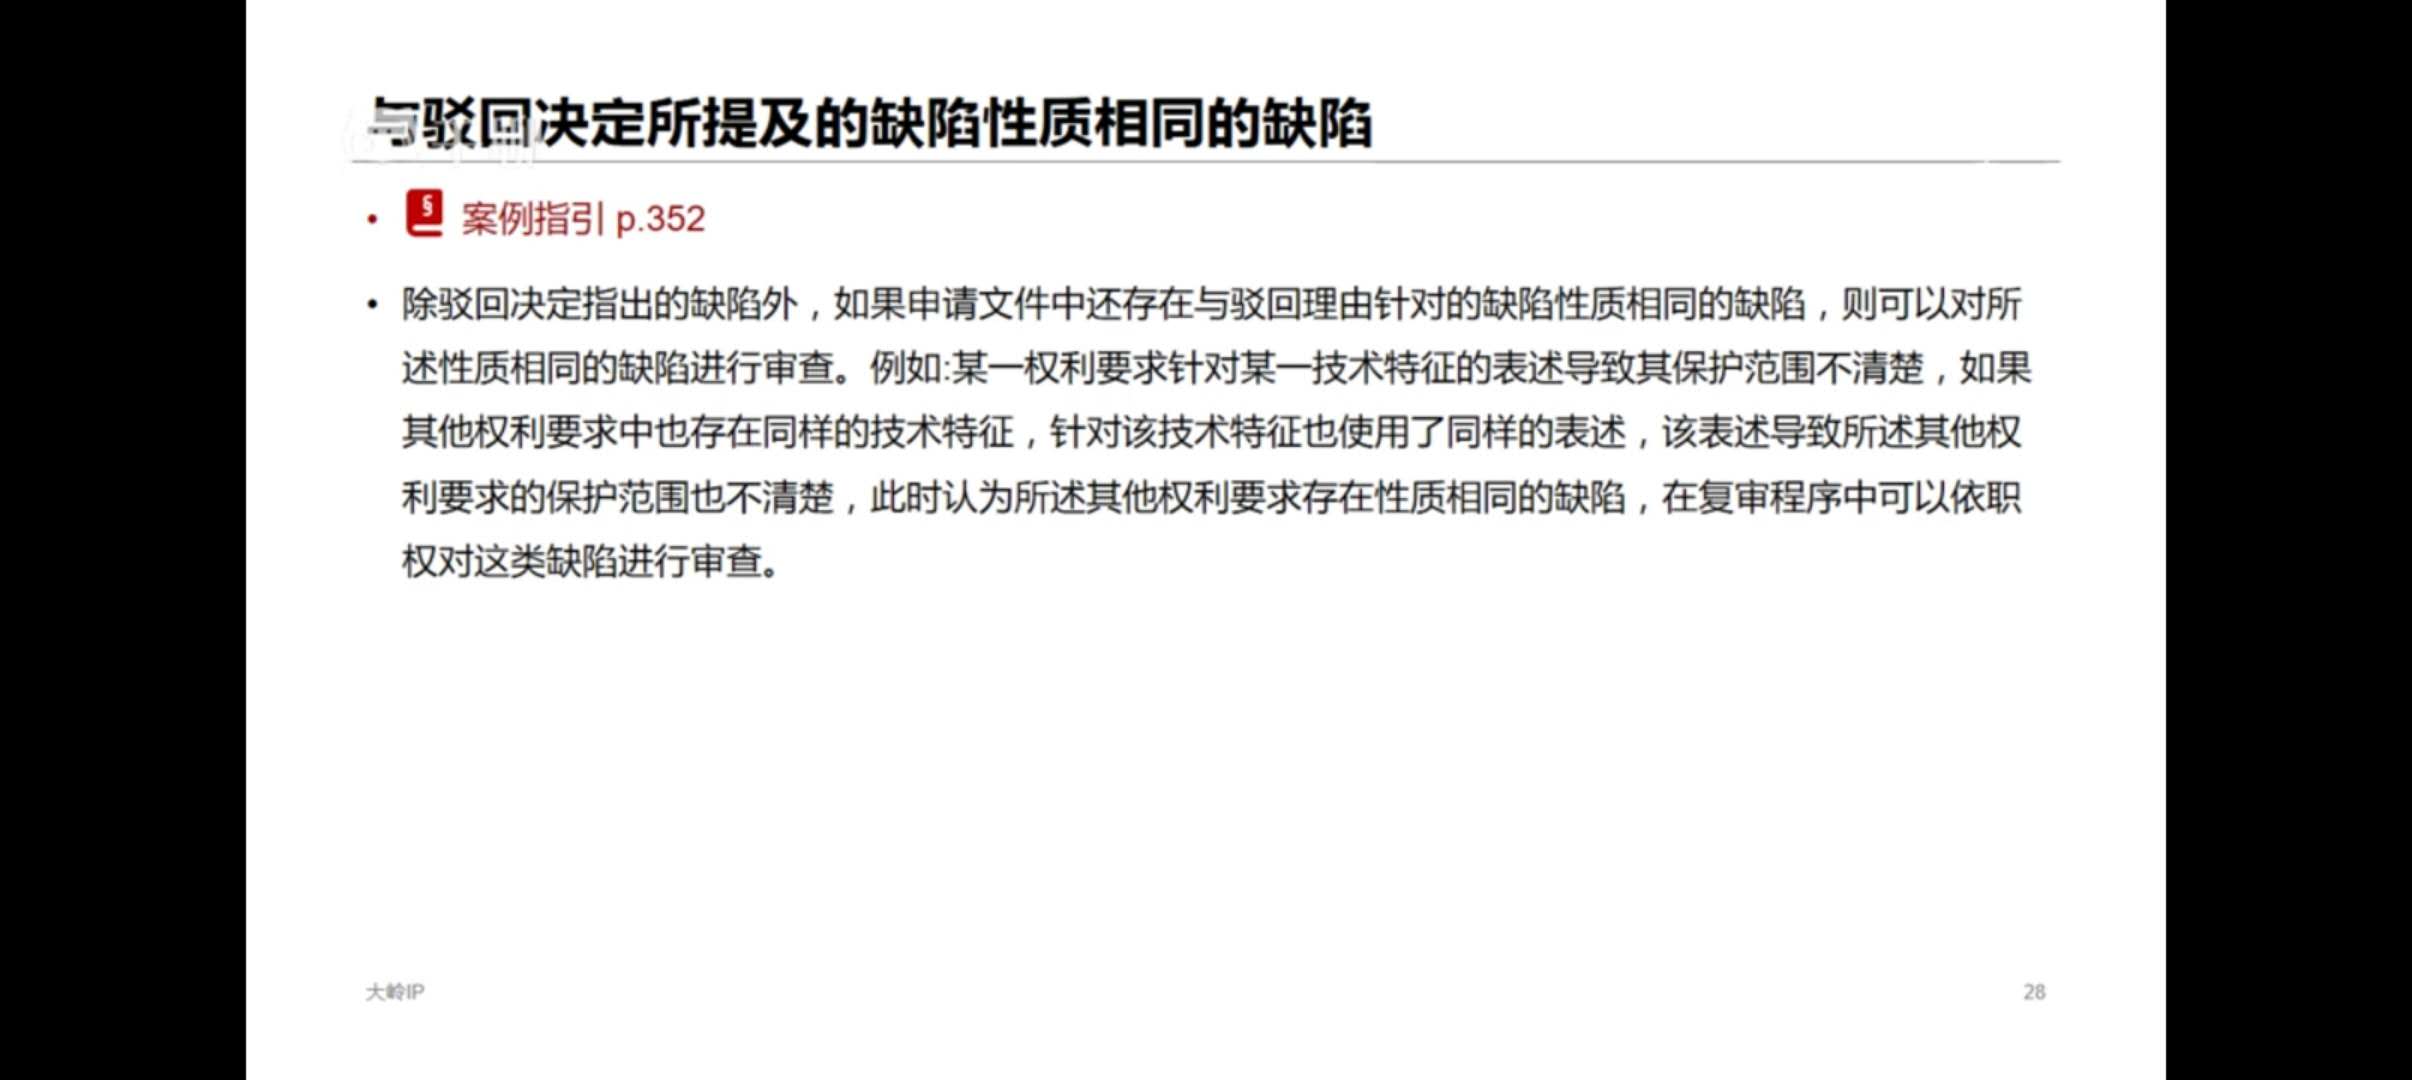 与驳回决定所提及的缺陷性质相同的缺陷
• § 案例指引 p.352
• 除驳回决定指出的缺陷外，如果申请文件中还存在与驳回理由针对的缺陷性质相同的缺陷，则可以对所
述性质相同的缺陷进行审查。例如:某一权利要求针对某一技术特征的表述导致其保护范围不清楚，如果
其他权利要求中也存在同样的技术特征，针对该技术特征也使用了同样的表述，该表述导致所述其他权
利要求的保护范围也不清楚，此时认为所述其他权利要求存在性质相同的缺陷，在复审程序中可以依职
权对这类缺陷进行审查。
大岭IP
28